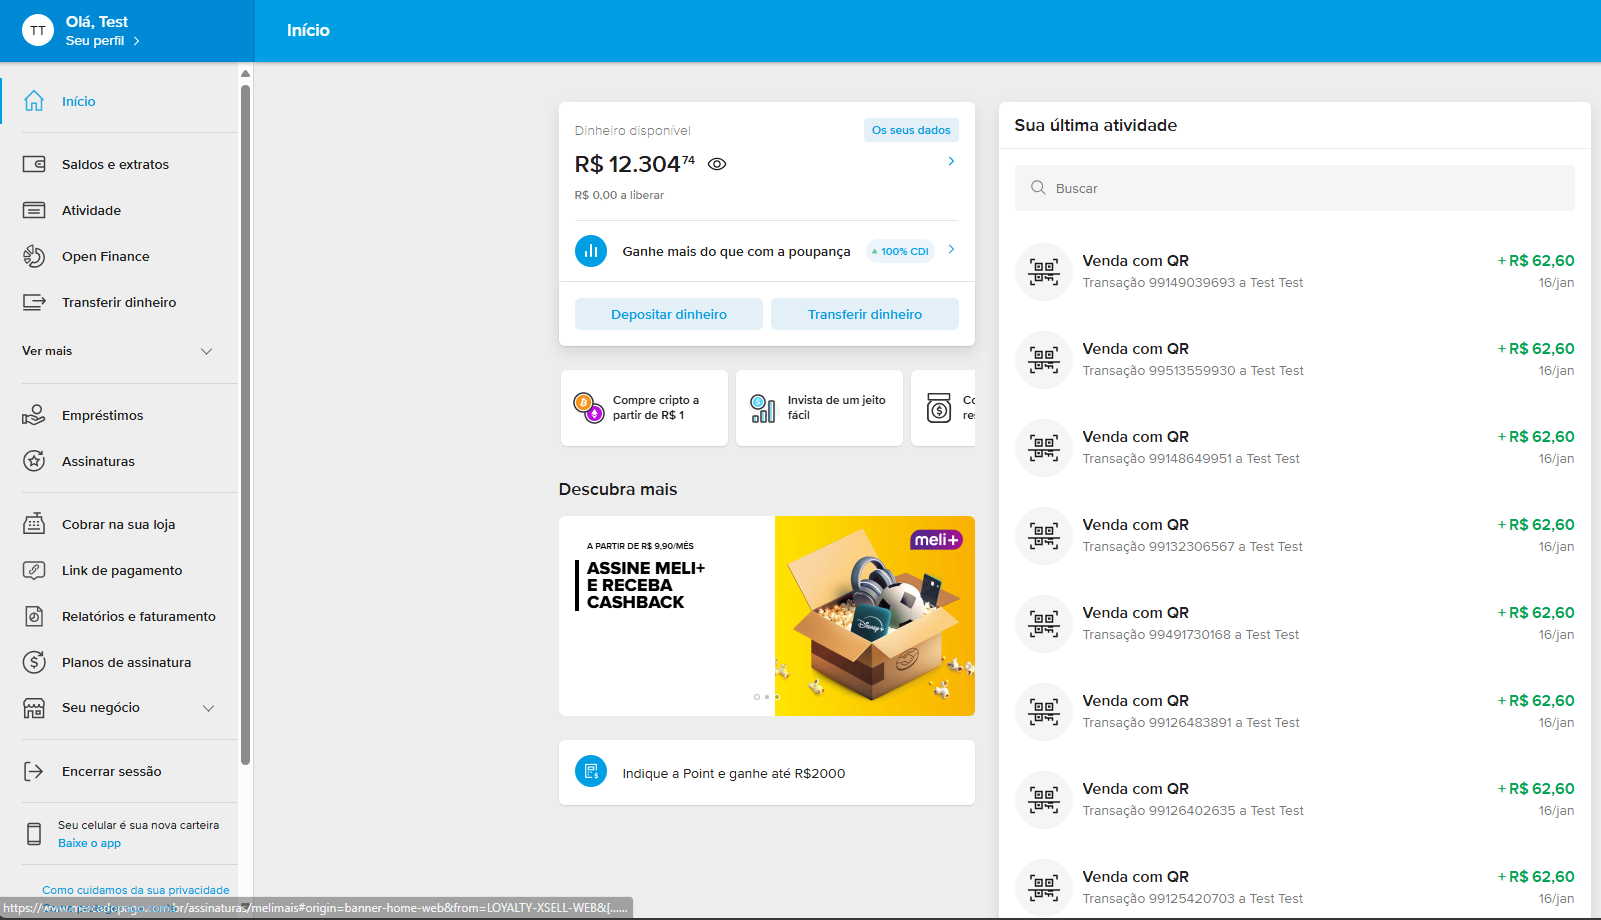 TT
Olá, Test
Seu perfil
Início
Início
Saldos e extratos
Atividade
Open Finance
Transferir dinheiro
Ver mais
Empréstimos
Assinaturas
Cobrar na sua loja
Link de pagamento
Relatórios e faturamento
Planos de assinatura
Seu negócio
Encerrar sessão
Seu celular é sua nova carteira
Baixe o app
Como cuidamos da sua privacidade
https://www.mercadopago.com.br/assinaturas/melimais#origin=banner-home-web&from=LOYALTY-XSELL-WEB&[......
Dinheiro disponível
Os seus dados
R$ 12.304 74
R$ 0,00 a liberar
Ganhe mais do que com a poupança
100% CDI
Depositar dinheiro
Transferir dinheiro
Compre cripto a
partir de R$ 1
Invista de um jeito
fácil
Descubra mais
A PARTIR DE R$ 9,90/MÊS
ASSINE MELI+
E RECEBA
CASHBACK
meli+
Disney+
Indique a Point e ganhe até R$2000
Sua última atividade
Buscar
Venda com QR
+ R$ 62,60
Transação 99149039693 a Test Test
16/jan
Venda com QR
+ R$ 62,60
Transação 99513559930 a Test Test
16/jan
Venda com QR
+ R$ 62,60
Transação 99148649951 a Test Test
16/jan
Venda com QR
+ R$ 62,60
Transação 99132306567 a Test Test
16/jan
Venda com QR
+ R$ 62,60
Transação 99491730168 a Test Test
16/jan
Venda com QR
+ R$ 62,60
Transação 99126483891 a Test Test
16/jan
Venda com QR
+ R$ 62,60
Transação 99126402635 a Test Test
16/jan
Venda com QR
+ R$ 62,60
Transação 99125420703 a Test Test
16/jan